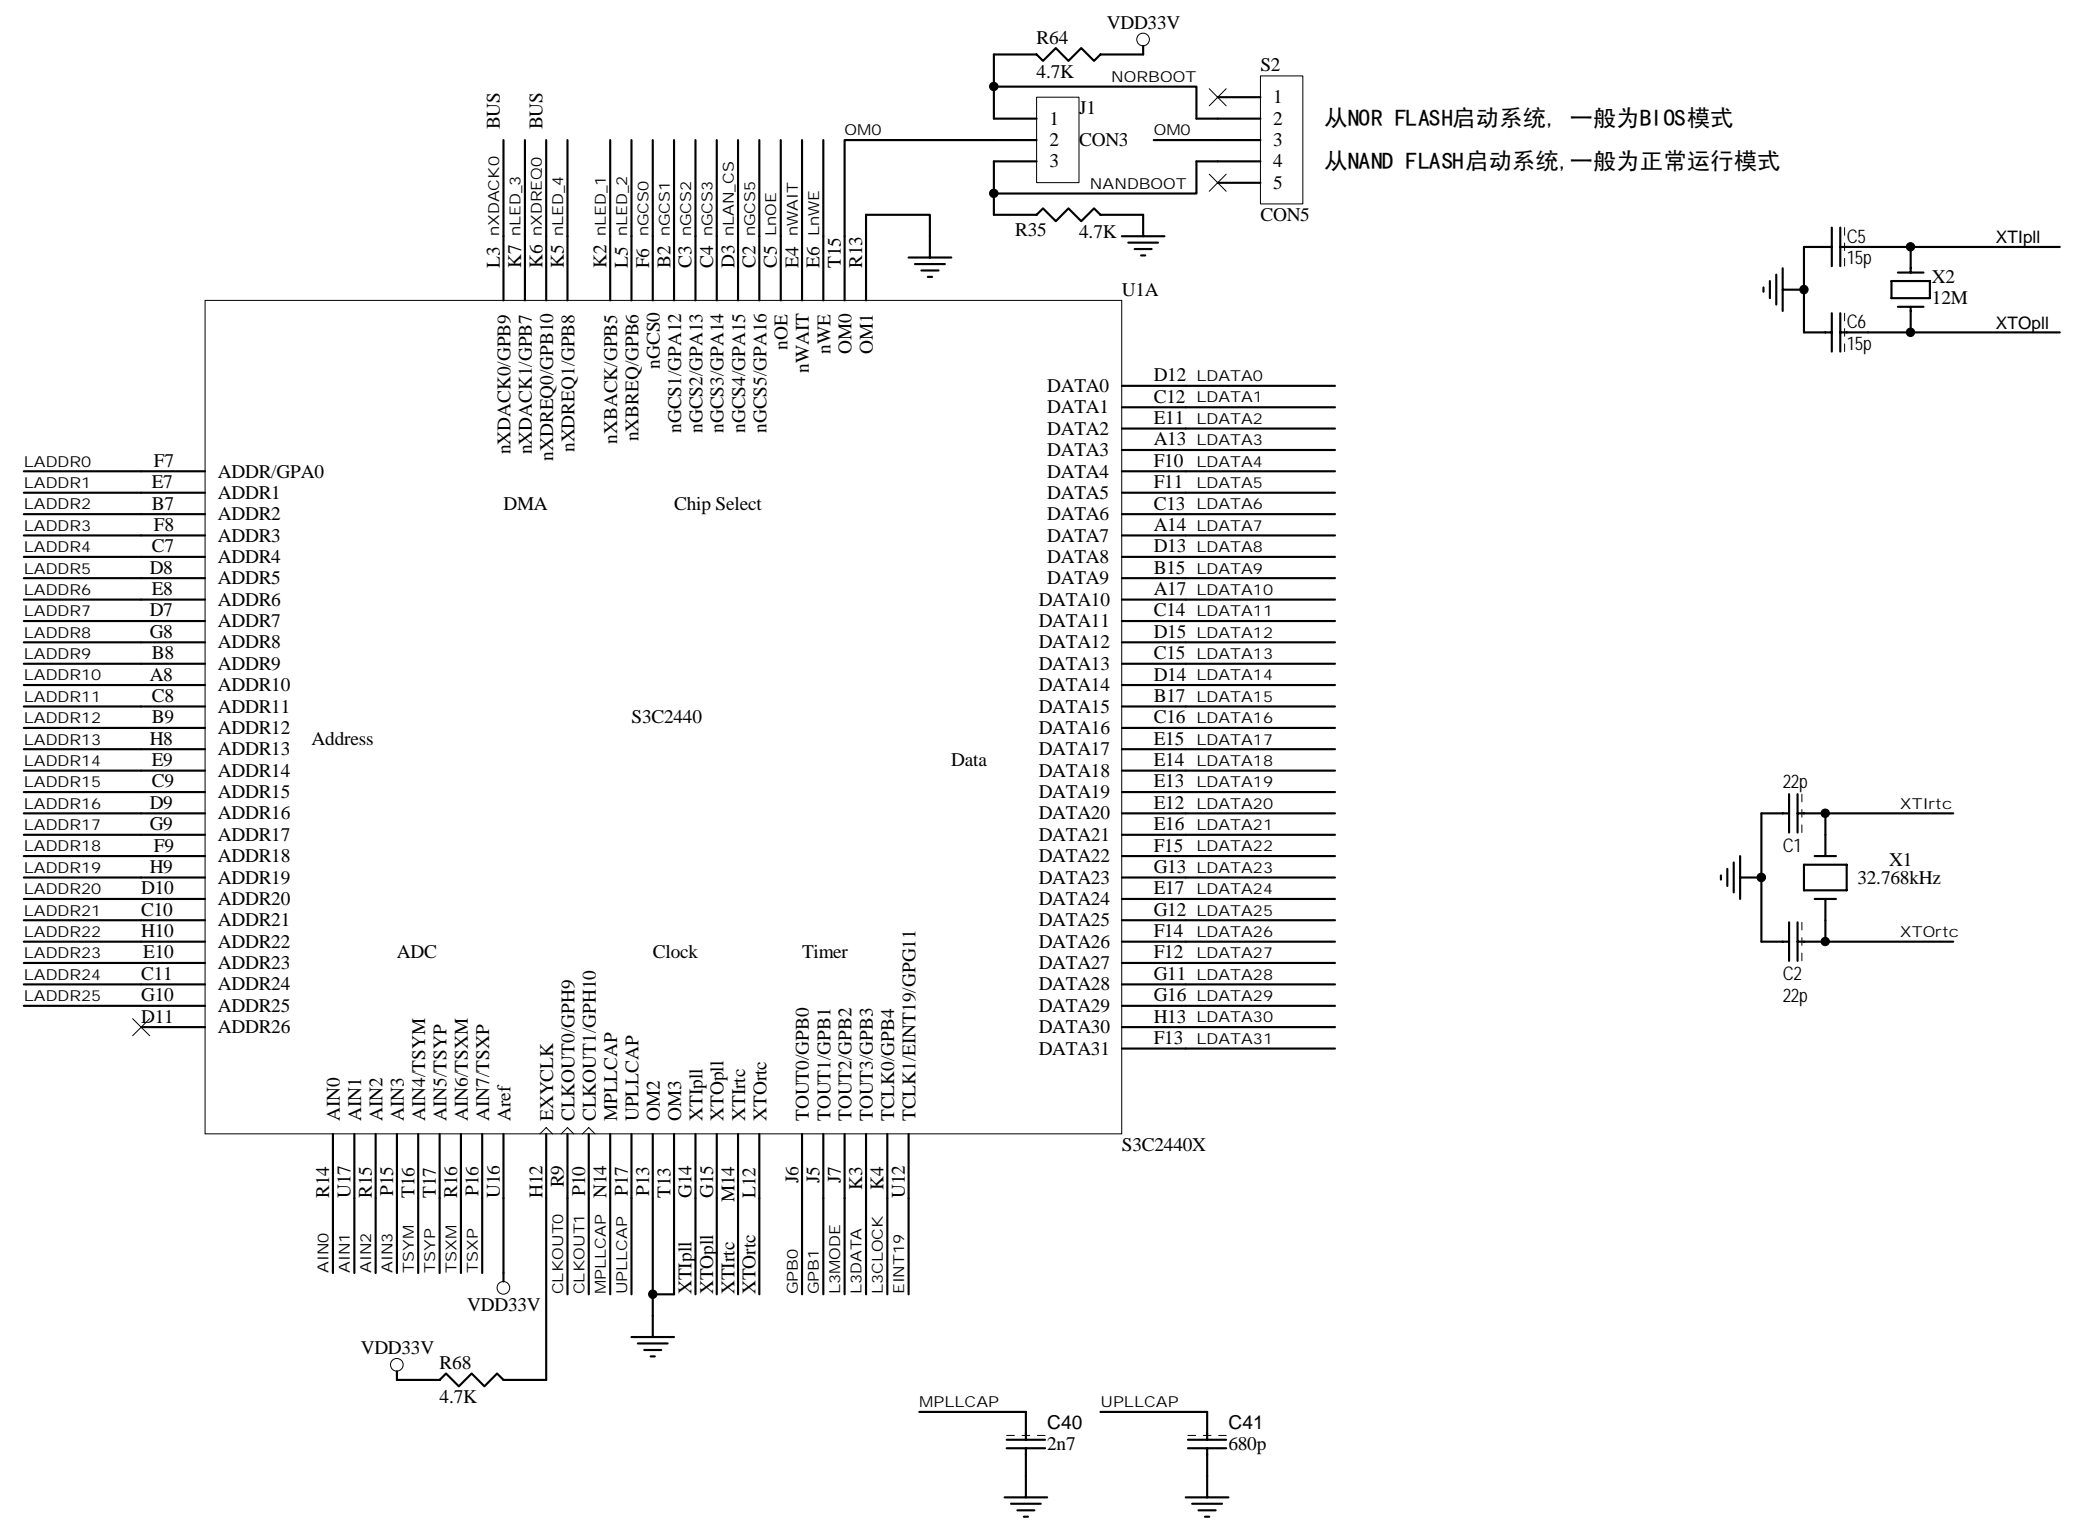 VDD33V
R64
4.7K
NORBOOT
S2
J1
1
2
3
CON3
OM0
OM0
1
2
3
4
5
CON5
从NOR FLASH启动系统, 一般为BIOS模式
从NAND FLASH启动系统,一般为正常运行模式
NANDBOOT
R35
4.7K
BUS
BUS
L3 nXDACK0
K7 nLED_3
K6 nXDREQ0
K5 nLED_4
K2 nLED_1
L5 nLED_2
F6 nGCS0
B2 nGCS1
C3 nGCS2
C4 nGCS3
D3 nLAN_CS
C2 nGCS5
C5 LnOE
E4 nWAIT
E6 LnWE
T15
R13
U1A
nXDACK0/GPB9
nXDACK1/GPB7
nXDREQ0/GPB10
nXDREQ1/GPB8
nXBACK/GPB5
nXBREQ/GPB6
nGCS0
nGCS1/GPA12
nGCS2/GPA13
nGCS3/GPA14
nGCS4/GPA15
nGCS5/GPA16
nOE
nWAIT
nWE
OM0
OM1
DMA
Chip Select
LADDR0 F7 ADDR/GPA0
LADDR1 E7 ADDR1
LADDR2 B7 ADDR2
LADDR3 F8 ADDR3
LADDR4 C7 ADDR4
LADDR5 D8 ADDR5
LADDR6 E8 ADDR6
LADDR7 D7 ADDR7
LADDR8 G8 ADDR8
LADDR9 B8 ADDR9
LADDR10 A8 ADDR10
LADDR11 C8 ADDR11
LADDR12 B9 ADDR12
LADDR13 H8 ADDR13
LADDR14 E9 ADDR14
LADDR15 C9 ADDR15
LADDR16 D9 ADDR16
LADDR17 G9 ADDR17
LADDR18 F9 ADDR18
LADDR19 H9 ADDR19
LADDR20 D10 ADDR20
LADDR21 C10 ADDR21
LADDR22 H10 ADDR22
LADDR23 E10 ADDR23
LADDR24 C11 ADDR24
LADDR25 G10 ADDR25
D11 ADDR26
Address
S3C2440
Data
DATA0 D12 LDATA0
DATA1 C12 LDATA1
DATA2 E11 LDATA2
DATA3 A13 LDATA3
DATA4 F10 LDATA4
DATA5 F11 LDATA5
DATA6 C13 LDATA6
DATA7 A14 LDATA7
DATA8 D13 LDATA8
DATA9 B15 LDATA9
DATA10 A17 LDATA10
DATA11 C14 LDATA11
DATA12 D15 LDATA12
DATA13 C15 LDATA13
DATA14 D14 LDATA14
DATA15 B17 LDATA15
DATA16 C16 LDATA16
DATA17 E15 LDATA17
DATA18 E14 LDATA18
DATA19 E13 LDATA19
DATA20 E12 LDATA20
DATA21 E16 LDATA21
DATA22 F15 LDATA22
DATA23 G13 LDATA23
DATA24 E17 LDATA24
DATA25 G12 LDATA25
DATA26 F14 LDATA26
DATA27 F12 LDATA27
DATA28 G11 LDATA28
DATA29 G16 LDATA29
DATA30 H13 LDATA30
DATA31 F13 LDATA31
ADC
Clock
Timer
AIN0
AIN1
AIN2
AIN3
AIN4/TSYM
AIN5/TSYP
AIN6/TSXM
AIN7/TSXP
Aref
EXYCLK
CLKOUT0/GPH9
CLKOUT1/GPH10
MPLLCAP
UPLLCAP
OM2
OM3
XTIpll
XTOpll
XTIrtc
XTOrtc
TOUT0/GPB0
TOUT1/GPB1
TOUT2/GPB2
TOUT3/GPB3
TCLK0/GPB4
TCLK1/EINT19/GPG11
S3C2440X
AIN0 R14
AIN1 U17
AIN2 R15
AIN3 P15
TSYM T16
TSYP T17
TSXM R16
TSXP P16
U16
H12
CLKOUT0 R9
CLKOUT1 P10
MPLLCAP N14
UPLLCAP P17
P13
T13
XTIpll G14
XTOpll G15
XTIrtc M14
XTOrtc L12
GPB0 J6
GPB1 J5
L3MODE J7
L3DATA K3
L3CLOCK K4
EINT19 U12
VDD33V
VDD33V
R68
4.7K
MPLLCAP
C40
2n7
UPLLCAP
C41
680p
C5
15p
XTIpll
X2
12M
C6
15p
XTOpll
22p
C1
XTIrtc
X1
32.768kHz
XTOrtc
C2
22p